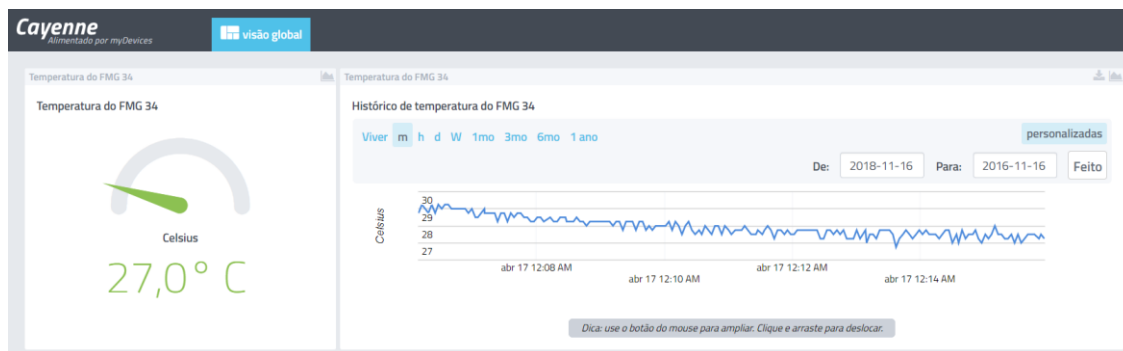 Cayenne
Alimentado por myDevices
visão global
Temperatura do FMG 34
Temperatura do FMG 34
Celsius
27,0° C
Temperatura do FMG 34
Histórico de temperatura do FMG 34
Viver m h d W 1mo 3mo 6mo 1 ano
personalizadas
De: 2018-11-16 Para: 2016-11-16 Feito
Celsius
30
29
28
27
abr 17 12:08 AM
abr 17 12:10 AM
abr 17 12:12 AM
abr 17 12:14 AM
Dica: use o botão do mouse para ampliar. Clique e arraste para deslocar.